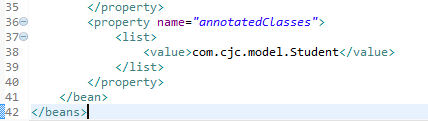 35 </property>
36 <property name="annotatedClasses">
37 <list>
38 <value>com.cjc.model.Student</value>
39 </list>
40 </property>
41 </bean>
42 </beans>